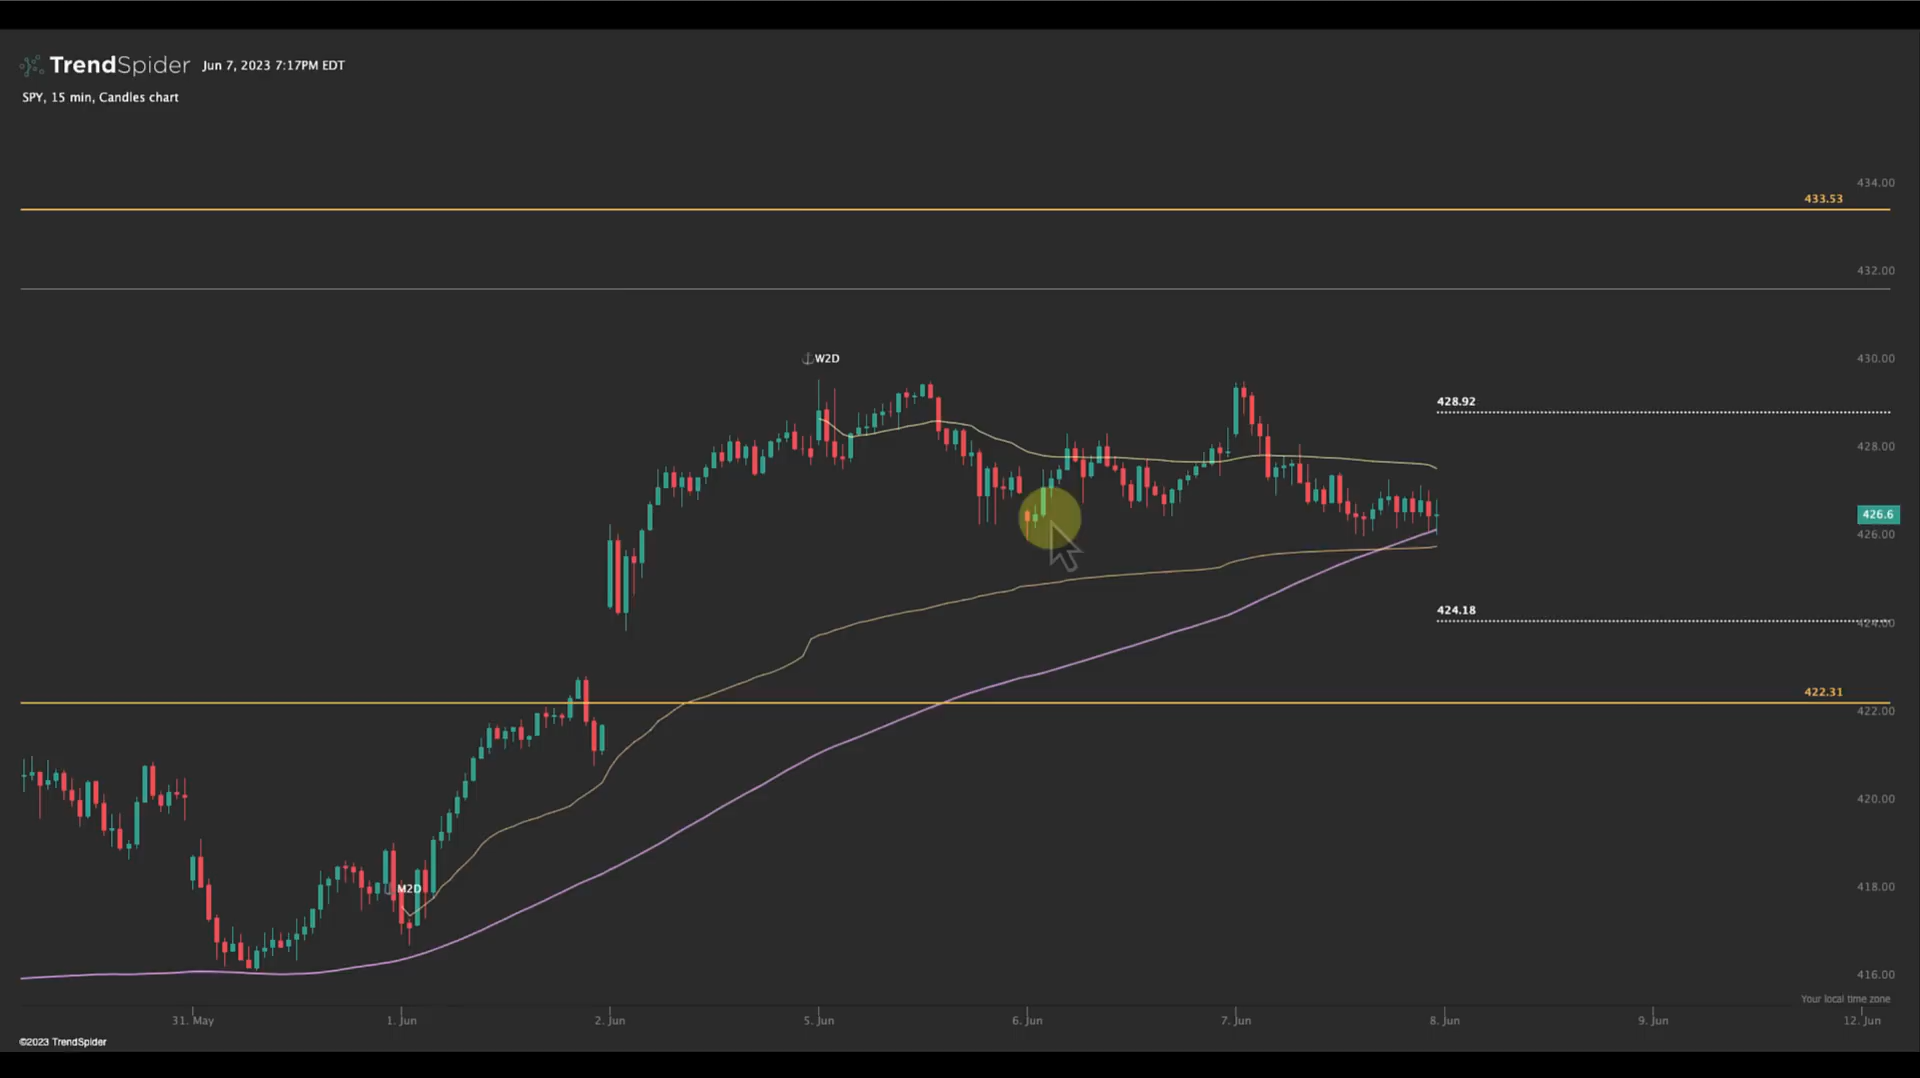 TrendSpider Jun 7, 2023 7:17PM EDT
SPY, 15 min, Candles chart
434.00
433.53
432.00
W2D
430.00
428.92
428.00
426.6
426.00
424.18
424.00
422.31
422.00
420.00
M2D
418.00
416.00
Your local time zone
31. May 1. Jun 2. Jun 5. Jun 6. Jun 7. Jun 8. Jun 9. Jun 12. Jun
©2023 TrendSpider